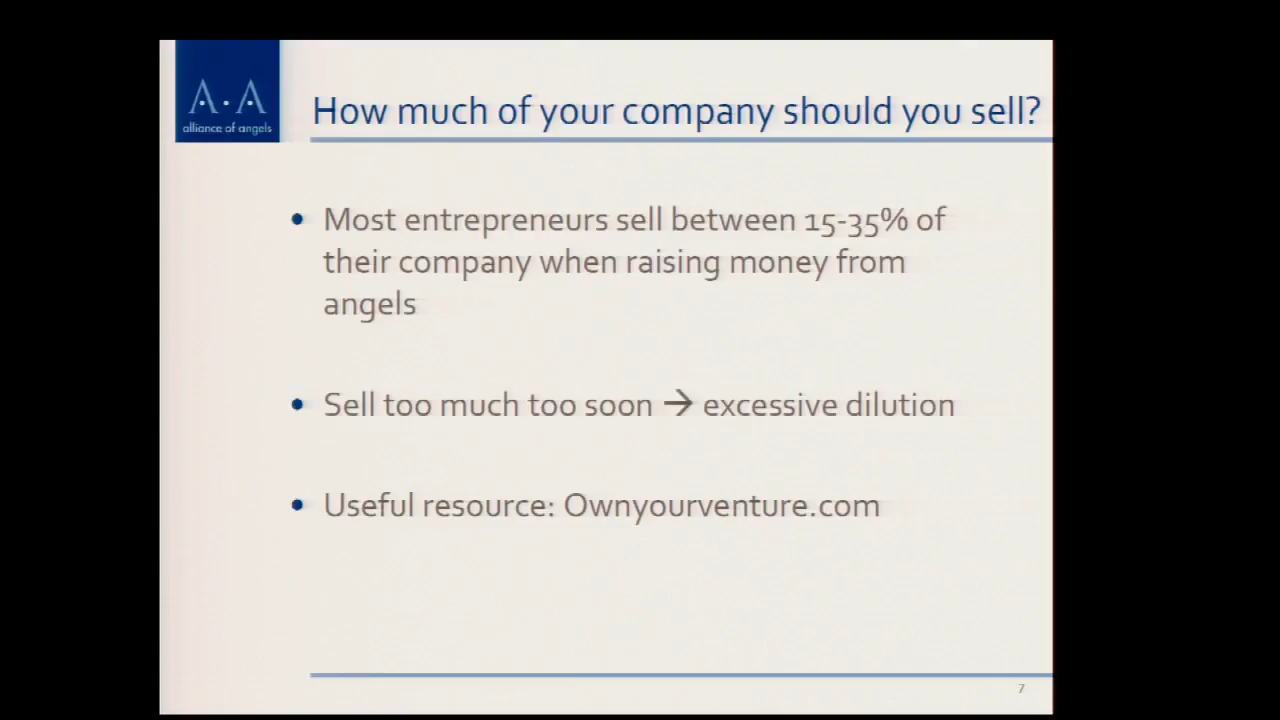 A.A
alliance of angels
How much of your company should you sell?
• Most entrepreneurs sell between 15-35% of
their company when raising money from
angels
• Sell too much too soon → excessive dilution
• Useful resource: Ownyourventure.com
7